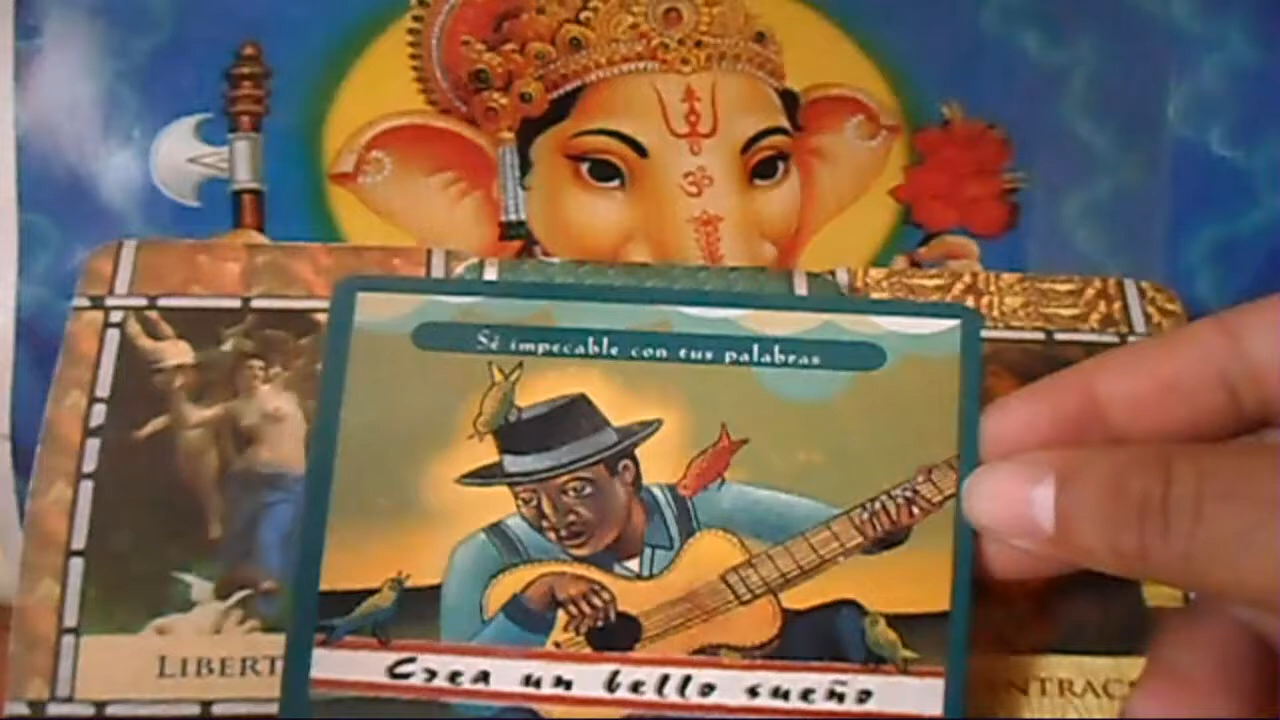 ॐ
Sé impecable con tus palabras
LIBERT
NTRAC
Crea un bello sueño